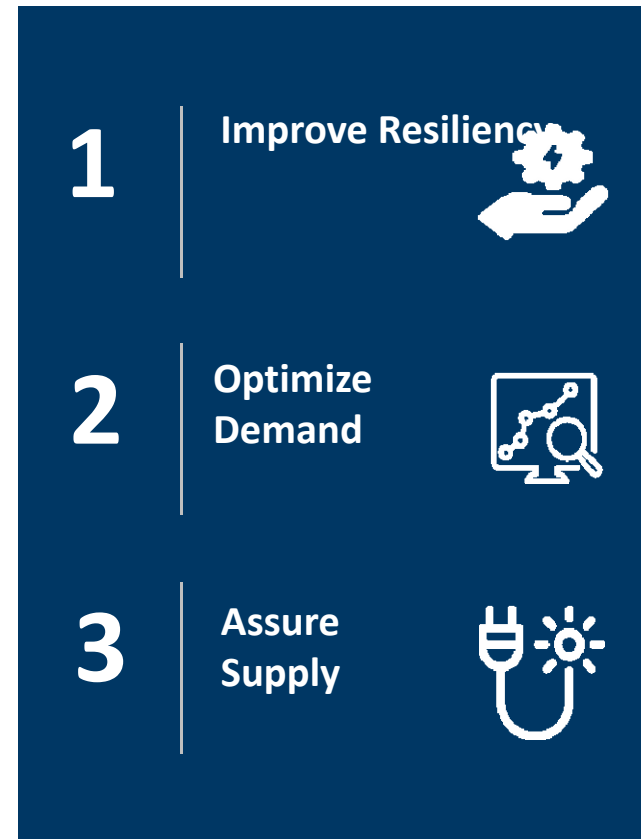 1
Improve Resiliency
2
Optimize
Demand
3
Assure
Supply